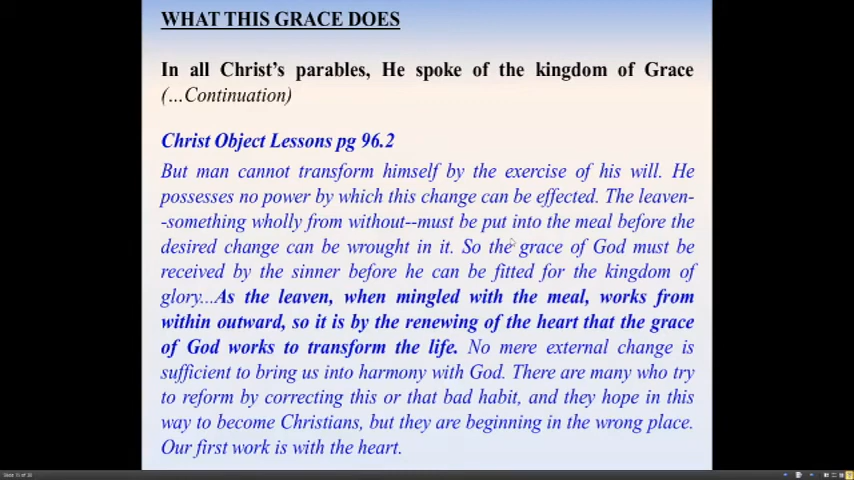 WHAT THIS GRACE DOES
In all Christ's parables, He spoke of the kingdom of Grace
(…Continuation)
Christ Object Lessons pg 96.2
But man cannot transform himself by the exercise of his will. He
possesses no power by which this change can be effected. The leaven-
-something wholly from without--must be put into the meal before the
desired change can be wrought in it. So the grace of God must be
received by the sinner before he can be fitted for the kingdom of
glory...As the leaven, when mingled with the meal, works from
within outward, so it is by the renewing of the heart that the grace
of God works to transform the life. No mere external change is
sufficient to bring us into harmony with God. There are many who try
to reform by correcting this or that bad habit, and they hope in this
way to become Christians, but they are beginning in the wrong place.
Our first work is with the heart.